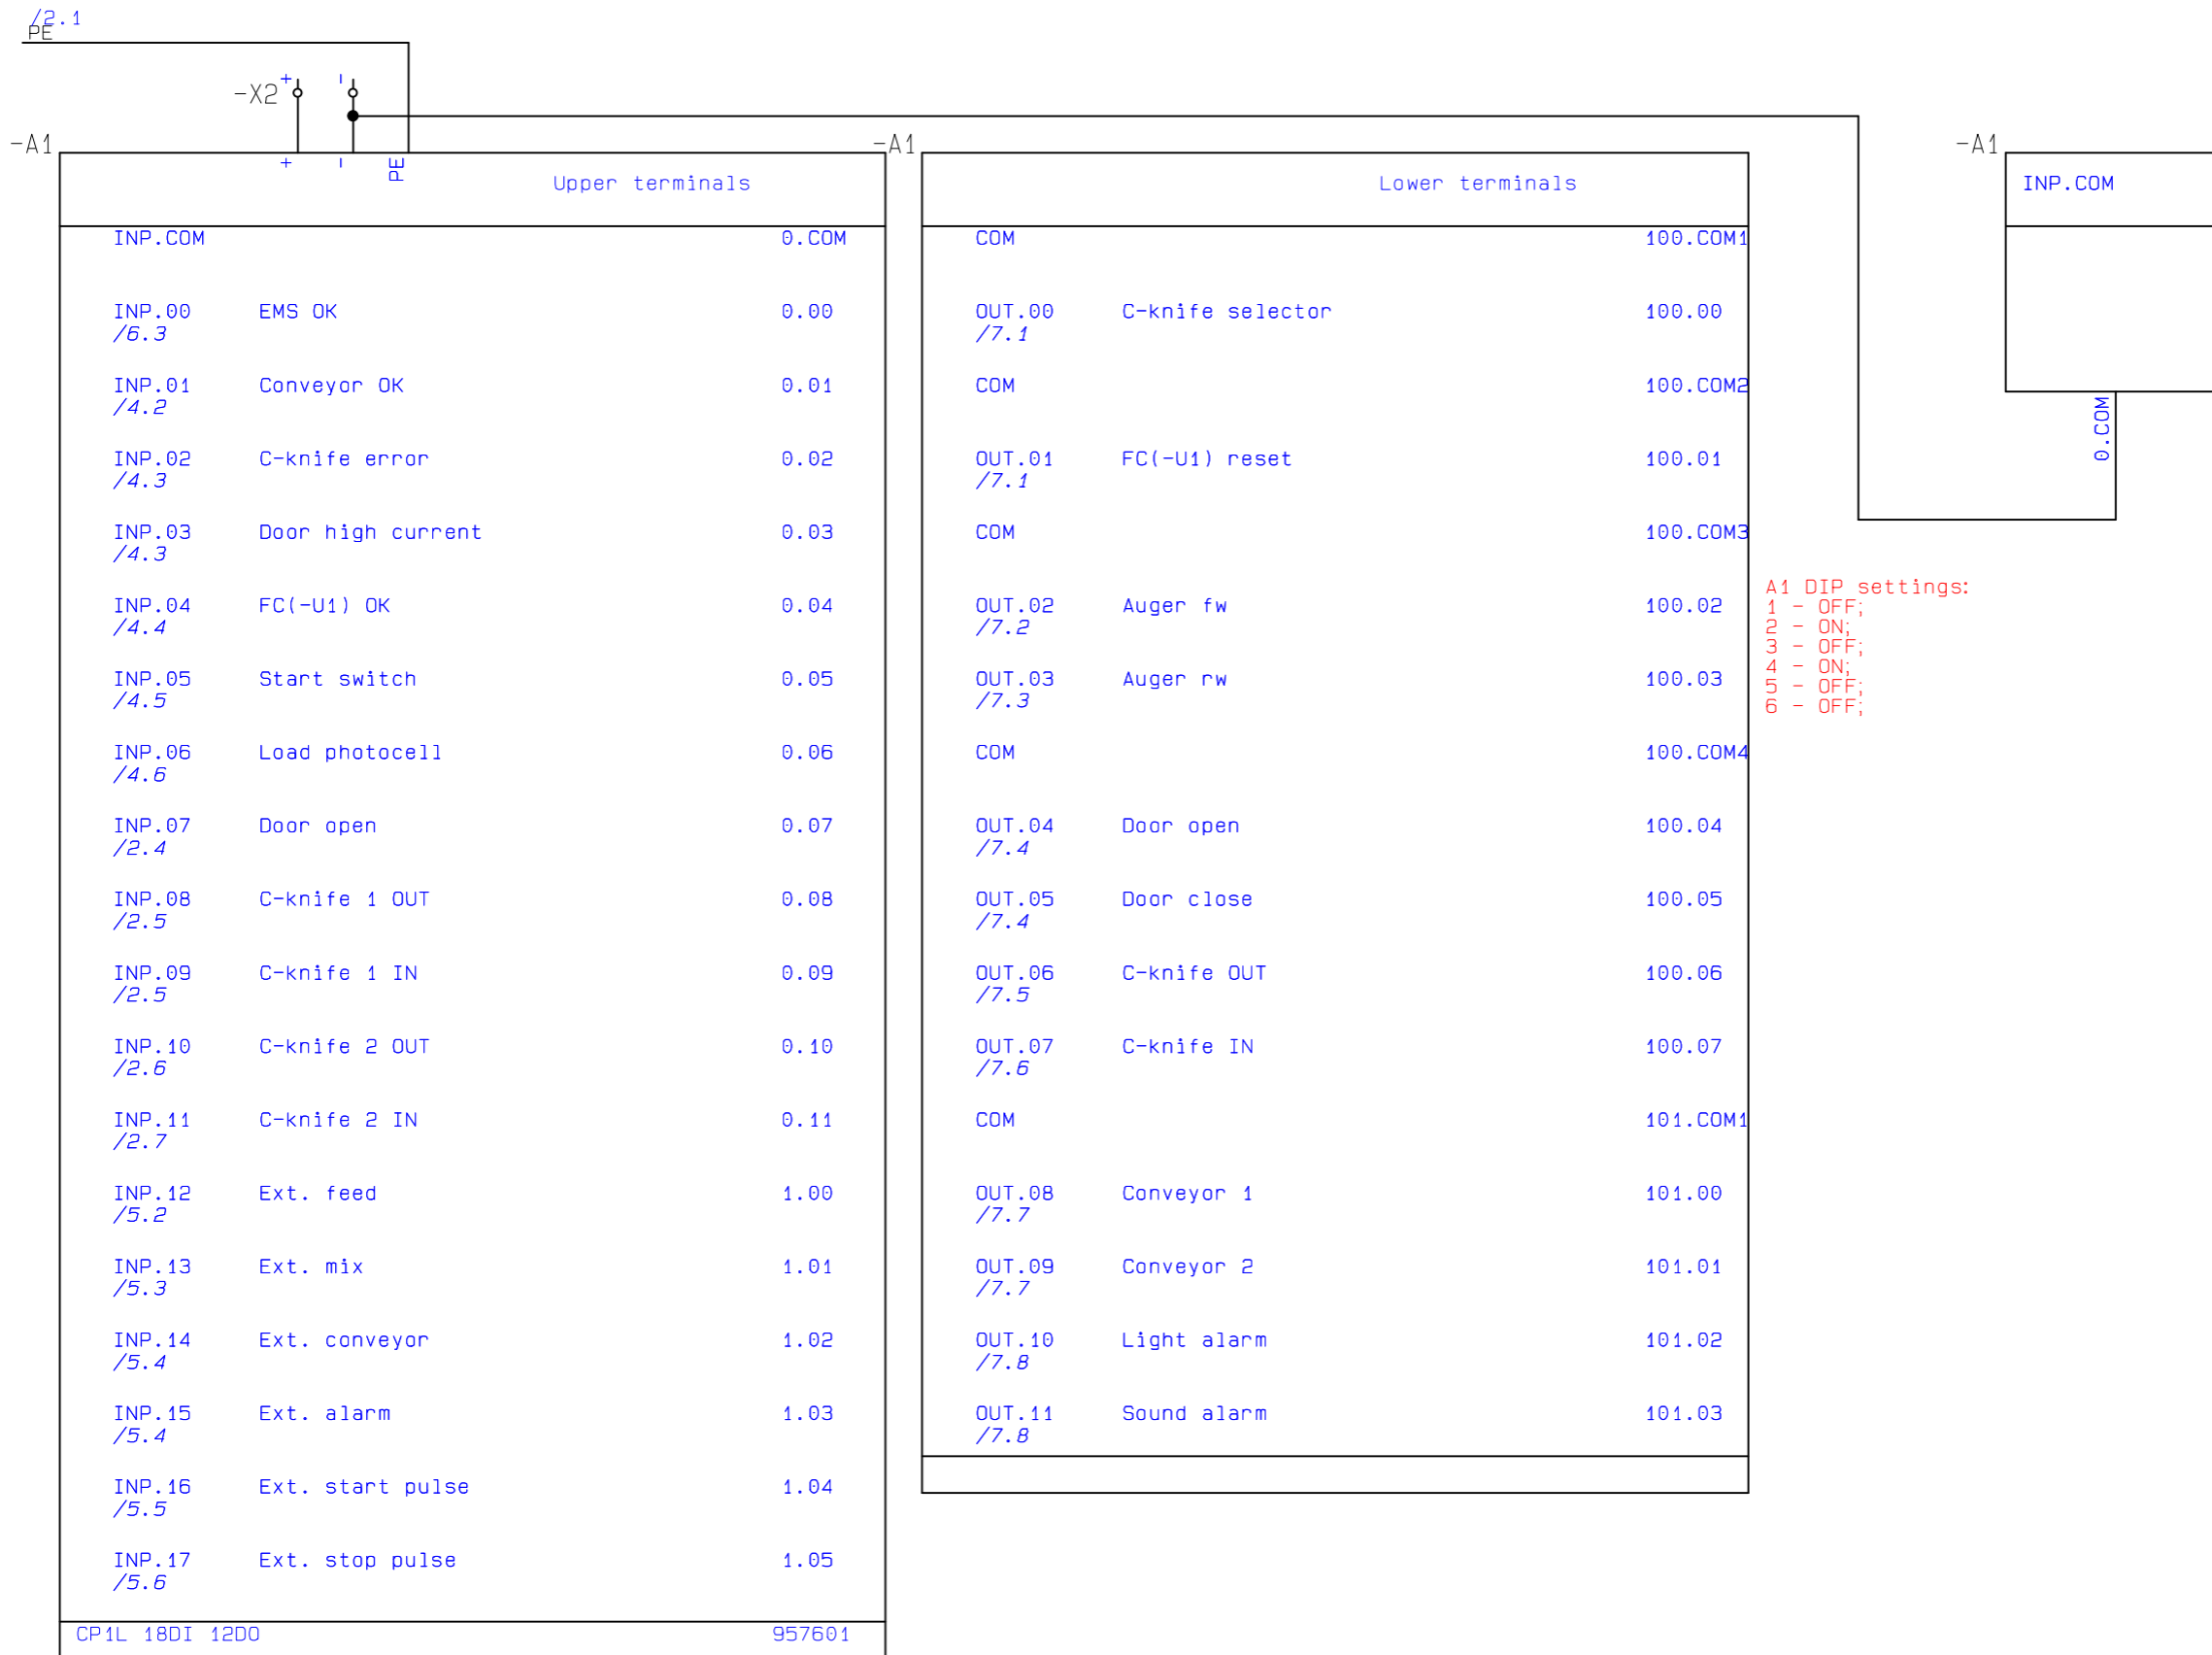 /2.1
PE
-X2 + -
-A1
+ - PE
Upper terminals
INP.COM 0.COM
INP.00 EMS OK 0.00
/6.3
INP.01 Conveyor OK 0.01
/4.2
INP.02 C-knife error 0.02
/4.3
INP.03 Door high current 0.03
/4.3
INP.04 FC(-U1) OK 0.04
/4.4
INP.05 Start switch 0.05
/4.5
INP.06 Load photocell 0.06
/4.6
INP.07 Door open 0.07
/2.4
INP.08 C-knife 1 OUT 0.08
/2.5
INP.09 C-knife 1 IN 0.09
/2.5
INP.10 C-knife 2 OUT 0.10
/2.6
INP.11 C-knife 2 IN 0.11
/2.7
INP.12 Ext. feed 1.00
/5.2
INP.13 Ext. mix 1.01
/5.3
INP.14 Ext. conveyor 1.02
/5.4
INP.15 Ext. alarm 1.03
/5.4
INP.16 Ext. start pulse 1.04
/5.5
INP.17 Ext. stop pulse 1.05
/5.6
CP1L 18DI 12DO 957601
-A1
Lower terminals
COM 100.COM1
OUT.00 C-knife selector 100.00
/7.1
COM 100.COM2
OUT.01 FC(-U1) reset 100.01
/7.1
COM 100.COM3
OUT.02 Auger fw 100.02
/7.2
OUT.03 Auger rw 100.03
/7.3
COM 100.COM4
OUT.04 Door open 100.04
/7.4
OUT.05 Door close 100.05
/7.4
OUT.06 C-knife OUT 100.06
/7.5
OUT.07 C-knife IN 100.07
/7.6
COM 101.COM1
OUT.08 Conveyor 1 101.00
/7.7
OUT.09 Conveyor 2 101.01
/7.7
OUT.10 Light alarm 101.02
/7.8
OUT.11 Sound alarm 101.03
/7.8
-A1
INP.COM
0.COM
A1 DIP settings:
1 - OFF;
2 - ON;
3 - OFF;
4 - ON;
5 - OFF;
6 - OFF;